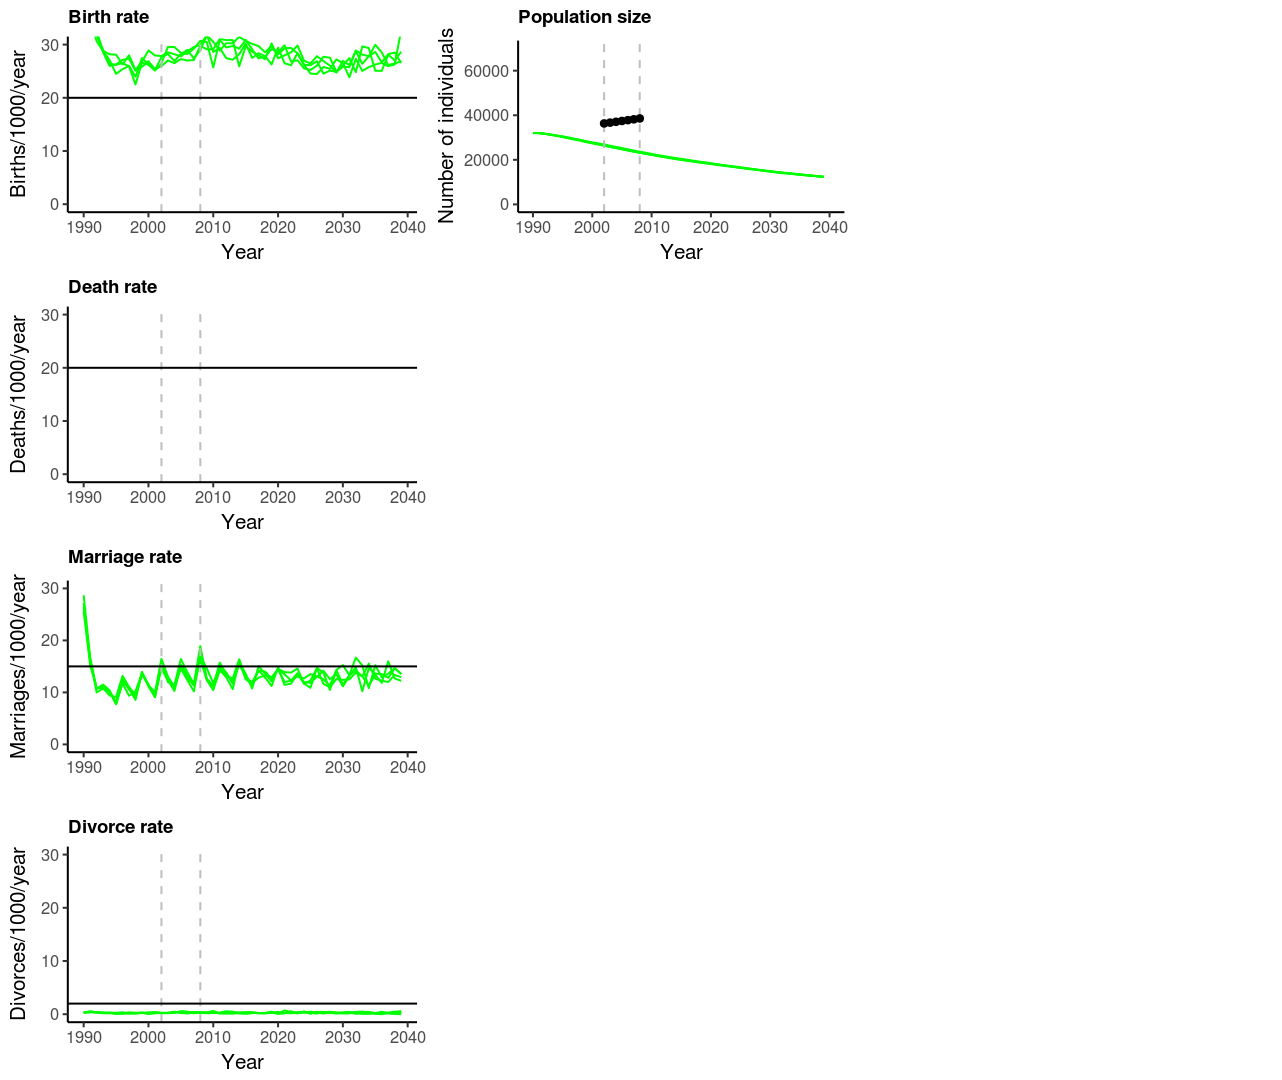 Birth rate
Births/1000/year
30
20
10
0
1990 2000 2010 2020 2030 2040
Year
Population size
Number of individuals
60000
40000
20000
0
1990 2000 2010 2020 2030 2040
Year
Death rate
Deaths/1000/year
30
20
10
0
1990 2000 2010 2020 2030 2040
Year
Marriage rate
Marriages/1000/year
30
20
10
0
1990 2000 2010 2020 2030 2040
Year
Divorce rate
Divorces/1000/year
30
20
10
0
1990 2000 2010 2020 2030 2040
Year